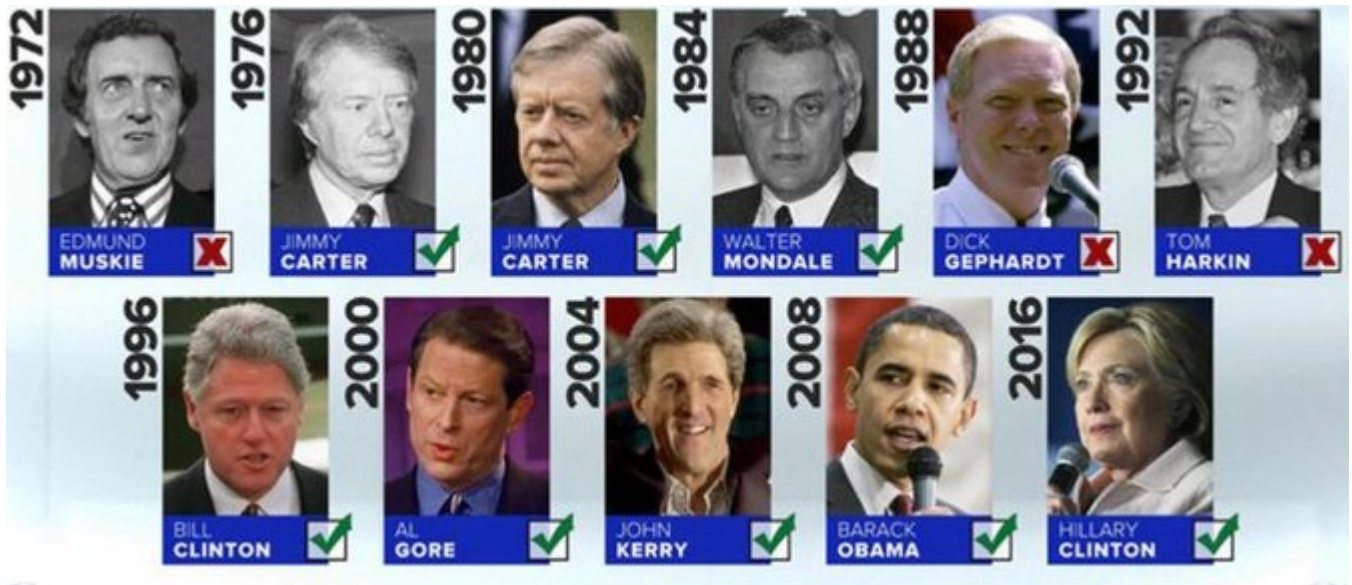 1972
EDMUND
MUSKIE
1976
JIMMY
CARTER
1980
JIMMY
CARTER
1984
WALTER
MONDALE
1988
DICK
GEPHARDT
1992
TOM
HARKIN
1996
BILL
CLINTON
2000
AL
GORE
2004
JOHN
KERRY
2008
BARACK
OBAMA
2016
HILLARY
CLINTON